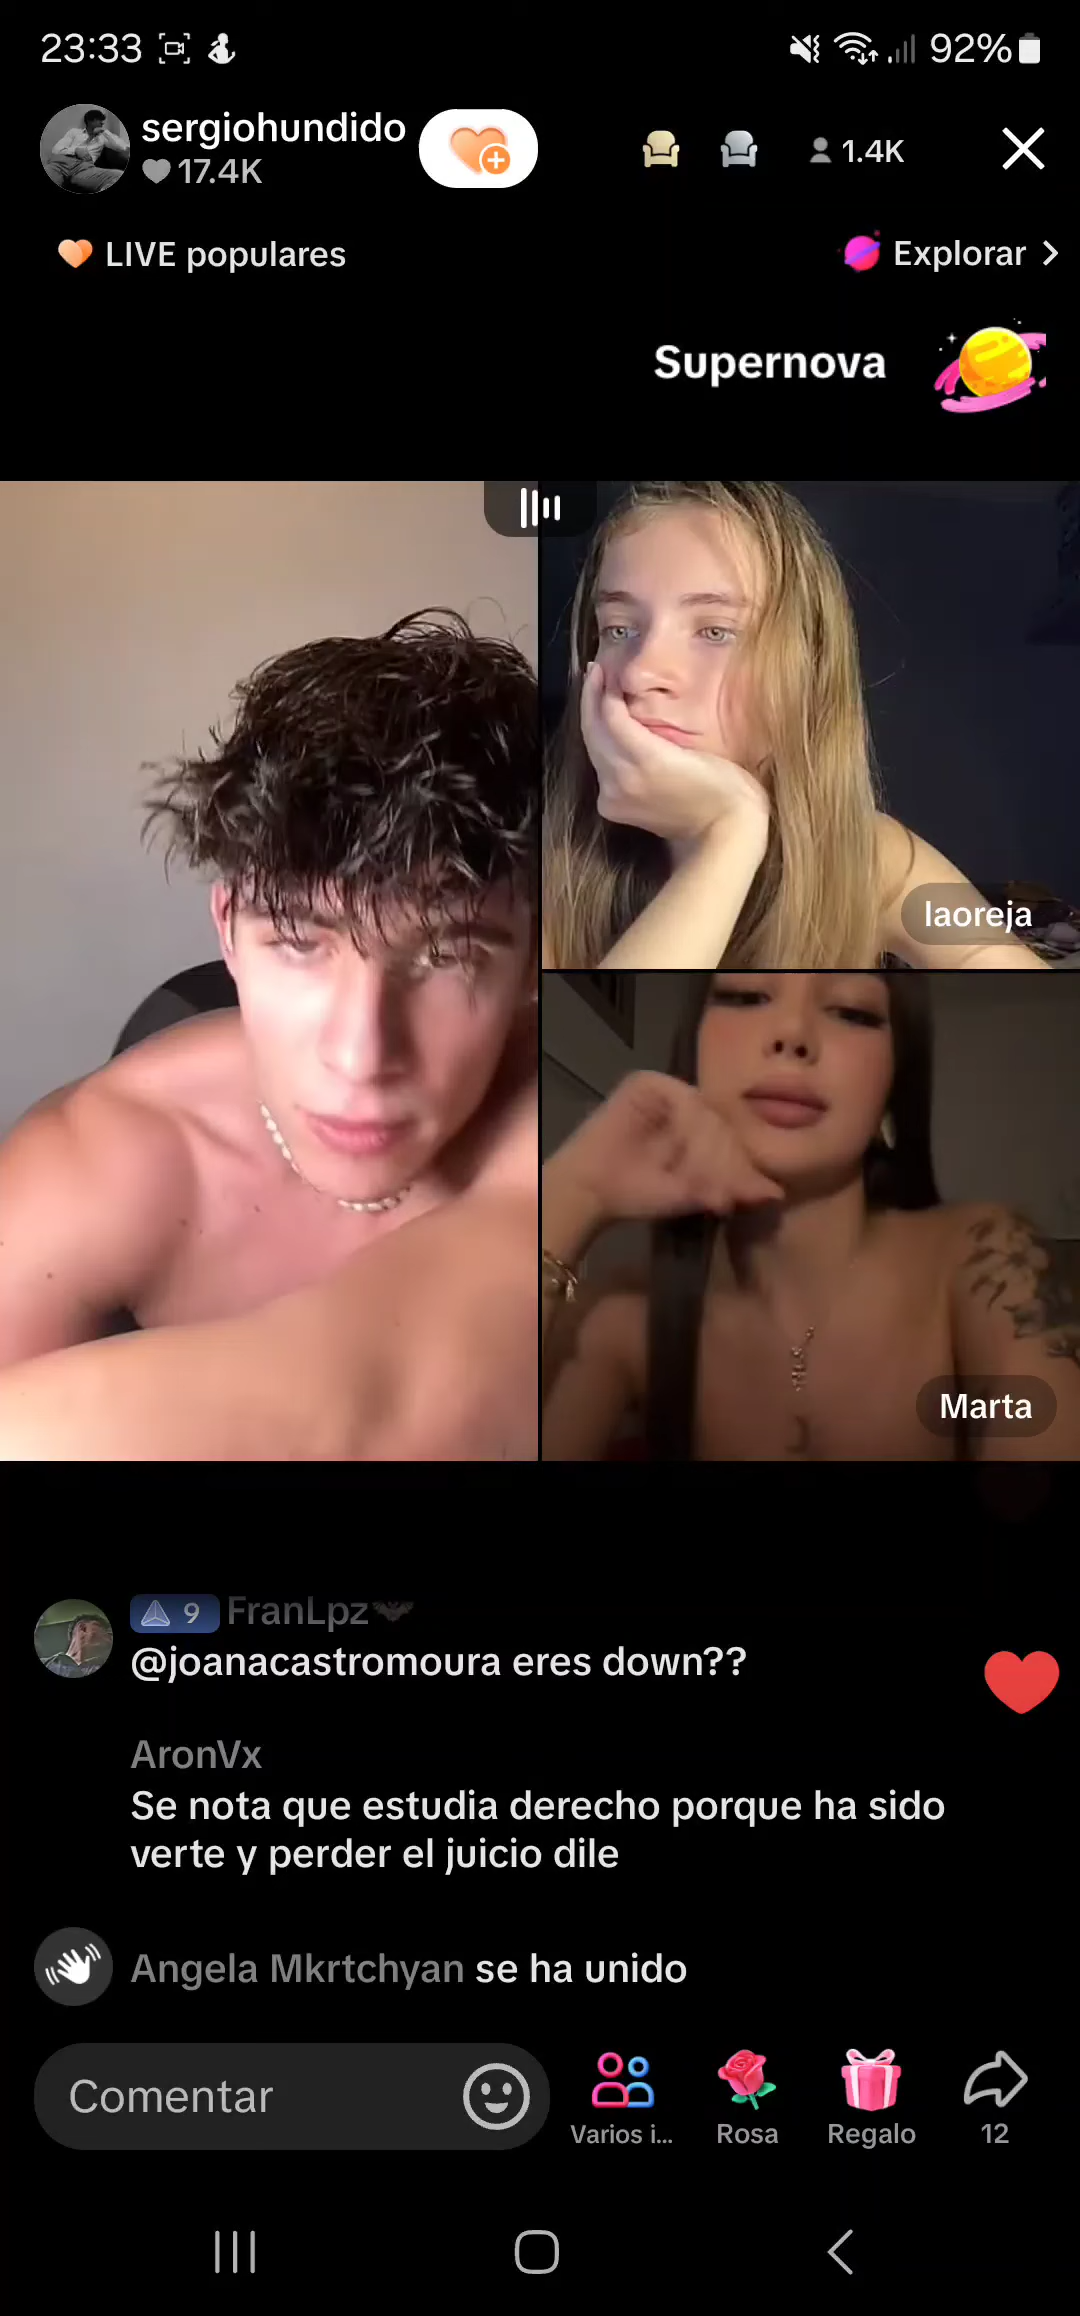 23:33
92%
sergiohundido
17.4K
1.4K
LIVE populares
Explorar
Supernova
laoreja
Marta
9 FranLpz
@joanacastromoura eres down??
AronVx
Se nota que estudia derecho porque ha sido
verte y perder el juicio dile
Angela Mkrtchyan se ha unido
Comentar
Varios i...
Rosa
Regalo
12